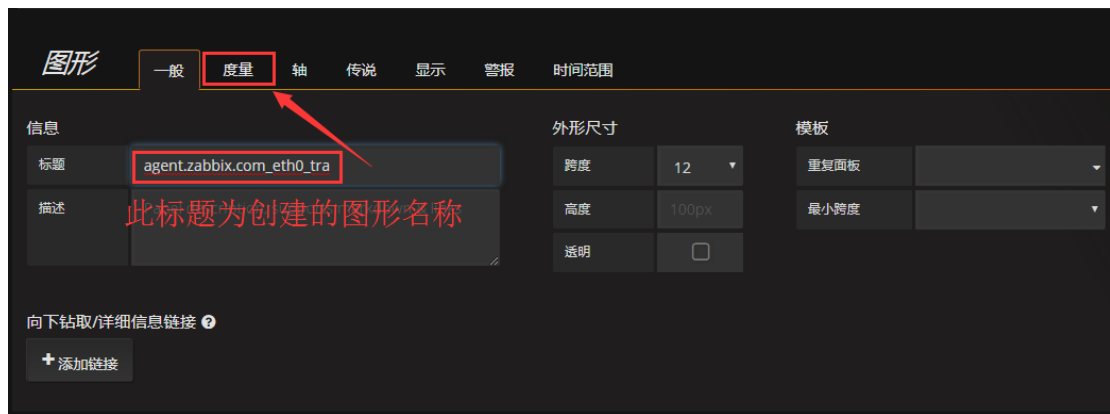 图形 一般 度量 轴 传说 显示 警报 时间范围
信息
标题 agent.zabbix.com_eth0_tra
描述
此标题为创建的图形名称
外形尺寸
跨度 12
高度 100px
透明
模板
重复面板
最小跨度
向下钻取/详细信息链接
添加链接